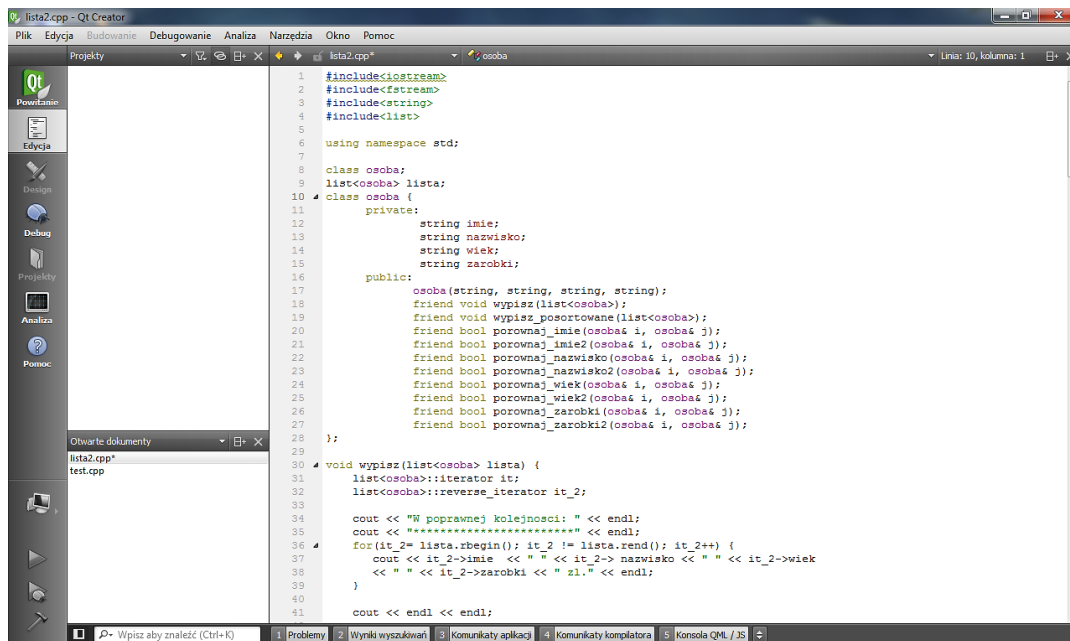 lista2.cpp - Qt Creator
Plik Edycja Budowanie Debugowanie Analiza Narzędzia Okno Pomoc
Projekty lista2.cpp* osoba Linia: 10, kolumna: 1
Qt
Powitanie
Edycja
Design
Debug
Projekty
Analiza
Pomoc
1 #include<iostream>
2 #include<fstream>
3 #include<string>
4 #include<list>
5
6 using namespace std;
7
8 class osoba;
9 list<osoba> lista;
10 class osoba {
11 private:
12 string imie;
13 string nazwisko;
14 string wiek;
15 string zarobki;
16 public:
17 osoba(string, string, string, string);
18 friend void wypisz(list<osoba>);
19 friend void wypisz_posortowane(list<osoba>);
20 friend bool porownaj_imie(osoba& i, osoba& j);
21 friend bool porownaj_imie2(osoba& i, osoba& j);
22 friend bool porownaj_nazwisko(osoba& i, osoba& j);
23 friend bool porownaj_nazwisko2(osoba& i, osoba& j);
24 friend bool porownaj_wiek(osoba& i, osoba& j);
25 friend bool porownaj_wiek2(osoba& i, osoba& j);
26 friend bool porownaj_zarobki(osoba& i, osoba& j);
27 friend bool porownaj_zarobki2(osoba& i, osoba& j);
28 };
29
30 void wypisz(list<osoba> lista) {
31 list<osoba>::iterator it;
32 list<osoba>::reverse_iterator it_2;
33
34 cout << "W poprawnej kolejnosci: " << endl;
35 cout << "************************" << endl;
36 for(it_2= lista.rbegin(); it_2 != lista.rend(); it_2++) {
37 cout << it_2->imie << " " << it_2-> nazwisko << " " << it_2->wiek
38 << " " << it_2->zarobki << " zl." << endl;
39 }
40
41 cout << endl << endl;
Otwarte dokumenty
lista2.cpp*
test.cpp
Wpisz aby znaleźć (Ctrl+K) 1 Problemy 2 Wyniki wyszukiwań 3 Komunikaty aplikacji 4 Komunikaty kompilatora 5 Konsola QML / JS